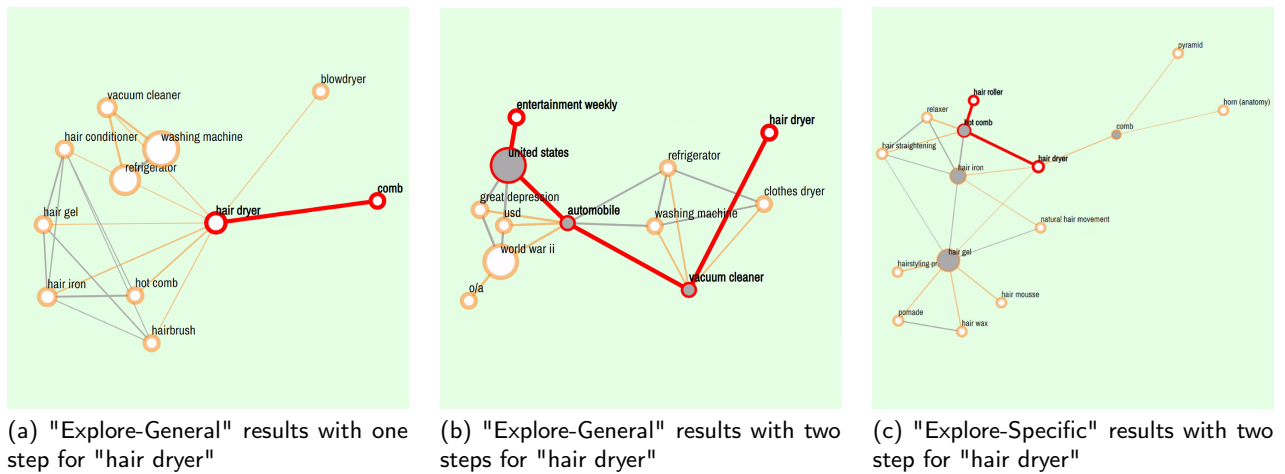 blowdryer
vacuum cleaner
hair conditioner
washing machine
refrigerator
comb
hair gel
hair dryer
hair iron
hot comb
hairbrush
entertainment weekly
hair dryer
united states
refrigerator
great depression
clothes dryer
usd
automobile
washing machine
world war ii
vacuum cleaner
o/a
pyramid
hair roller
horn (anatomy)
relaxer
hot comb
comb
hair straightening
hair dryer
hair iron
natural hair movement
hair gel
hairstyling pr
hair mousse
pomade
hair wax
(a) "Explore-General" results with one
step for "hair dryer"
(b) "Explore-General" results with two
steps for "hair dryer"
(c) "Explore-Specific" results with two
step for "hair dryer"